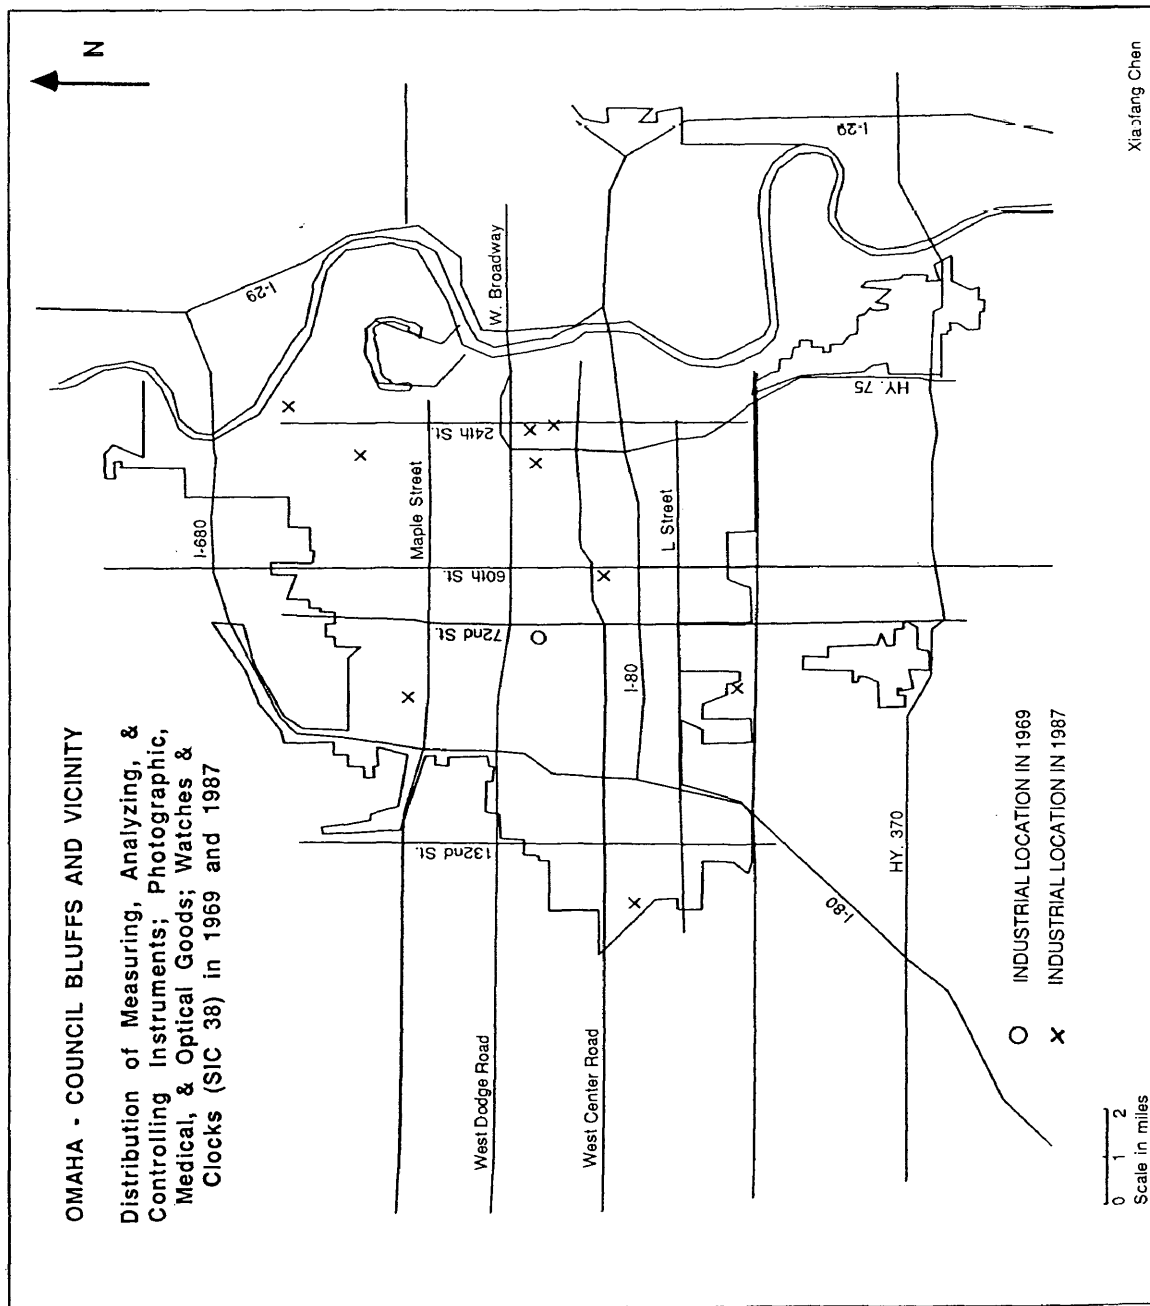 OMAHA - COUNCIL BLUFFS AND VICINITY
Distribution of Measuring, Analyzing, &
Controlling Instruments; Photographic,
Medical, & Optical Goods; Watches &
Clocks (SIC 38) in 1969 and 1987
N
I-680
I-29
Maple Street
24th St.
W. Broadway
60th St.
72nd St.
132nd St.
West Dodge Road
West Center Road
I-80
L Street
HY. 75
I-29
I-80
HY. 370
O INDUSTRIAL LOCATION IN 1969
x INDUSTRIAL LOCATION IN 1987
0 1 2
Scale in miles
Xiaofang Chen